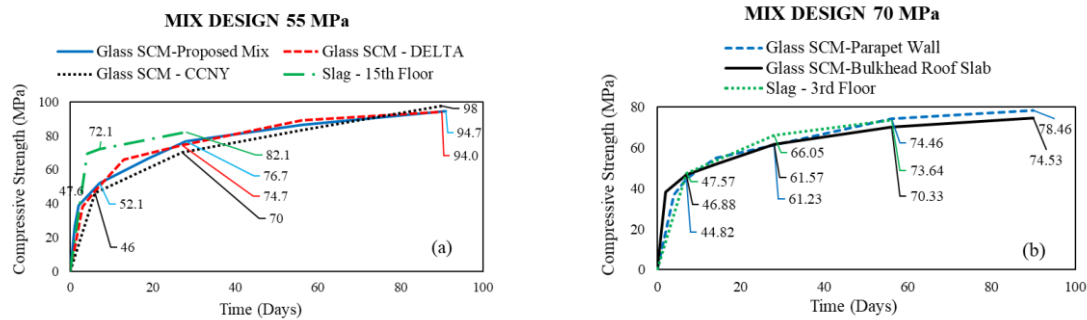 MIX DESIGN 55 MPa
Glass SCM-Proposed Mix
Glass SCM - DELTA
Glass SCM - CCNY
Slag - 15th Floor
Compressive Strength (MPa)
100
80
60
40
20
0
72.1
47.6
52.1
46
82.1
76.7
74.7
70
98
94.7
94.0
(a)
0 20 40 60 80 100
Time (Days)
MIX DESIGN 70 MPa
Glass SCM-Parapet Wall
Glass SCM-Bulkhead Roof Slab
Slag - 3rd Floor
Compressive Strength (MPa)
80
60
40
20
0
47.57
46.88
44.82
66.05
61.57
61.23
74.46
73.64
70.33
78.46
74.53
(b)
0 20 40 60 80 100
Time (Days)